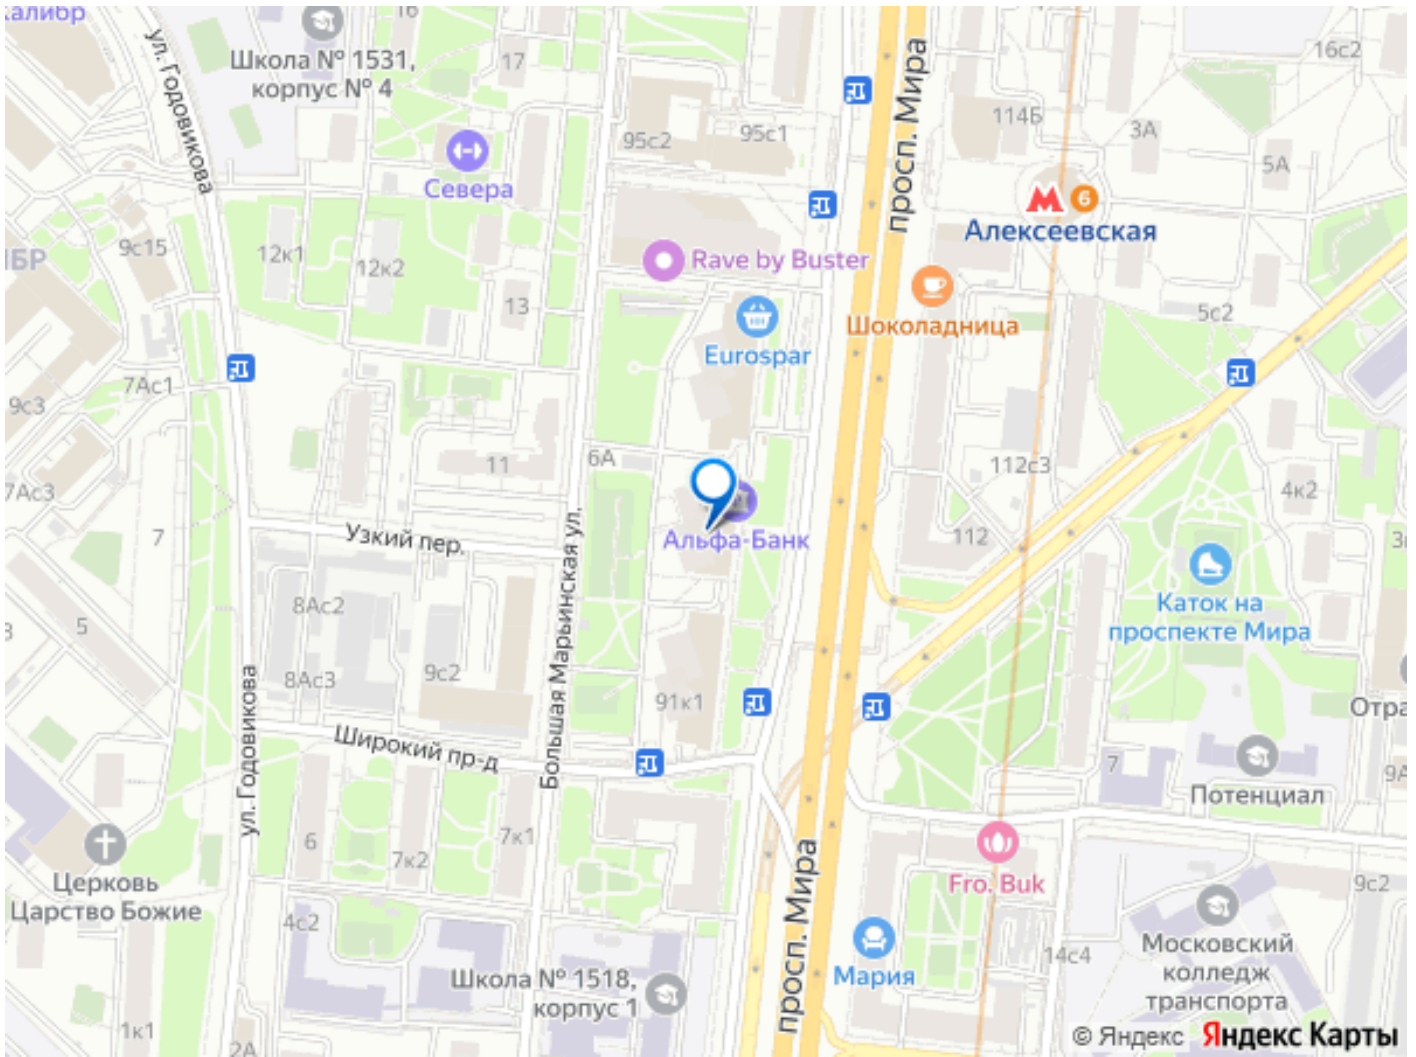 калибр
ул. Годовикова
Школа № 1531,
корпус № 4
16
17
просп. Мира
16с2
95с2
95с1
114Б
3А
5А
Севера
6
Алексеевская
9с15
12к1
12к2
13
Rave by Buster
Шоколадница
Eurospar
5с2
7Ас1
9с3
11
6А
112с3
7Ас3
4к2
7
Узкий пер.
Альфа-Банк
112
8Ас2
Каток на
проспекте Мира
5
8Ас3
9с2
91к1
Большая Марьинская ул.
ул. Годовикова
Широкий пр-д
7
Потенциал
9А
6
7к2
7к1
Церковь
Царство Божие
Fro. Buk
9с2
4с2
просп. Мира
Мария
14с4
Московский
колледж
транспорта
Школа № 1518,
корпус 1
1к1
2А
© Яндекс Яндекс Карты